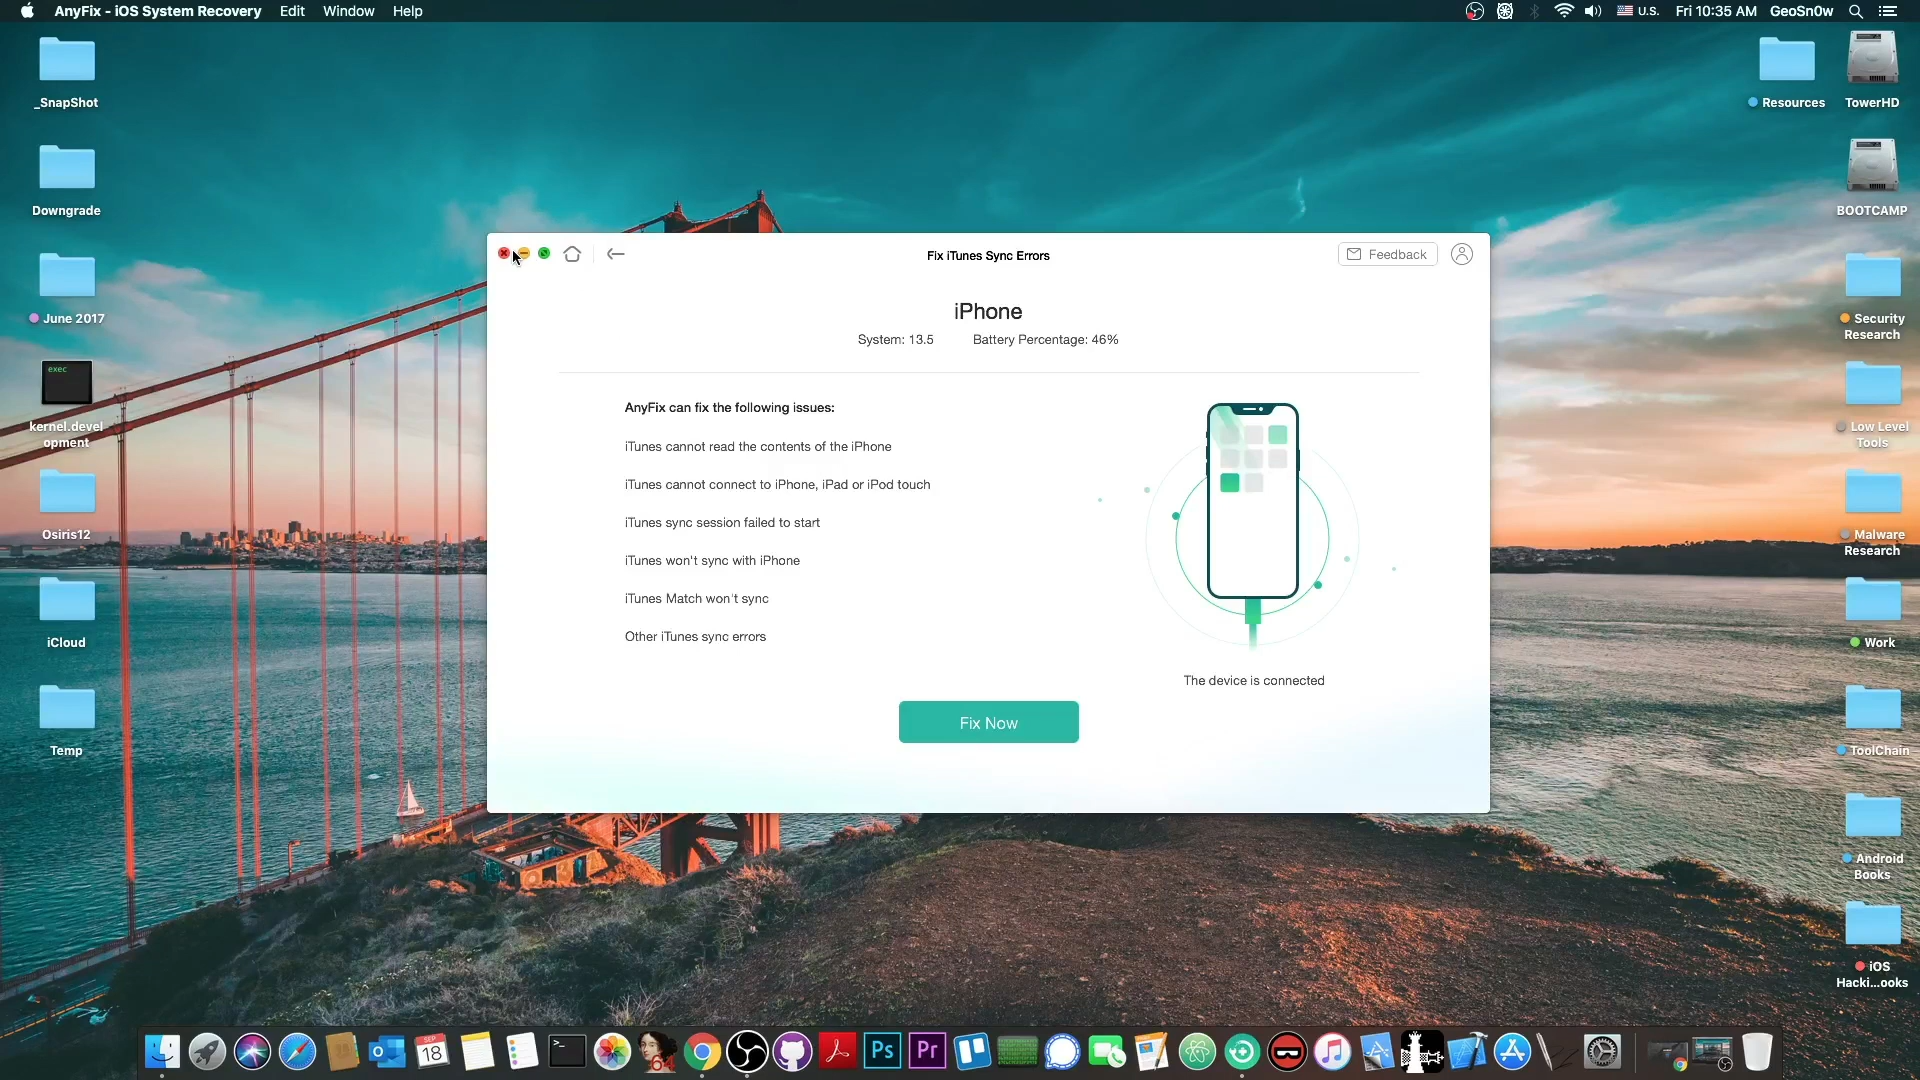 AnyFix - iOS System Recovery Edit Window Help
U.S. Fri 10:35 AM GeoSn0w
_SnapShot
Downgrade
June 2017
exec
kernel.devel
opment
Osiris12
iCloud
Temp
Fix iTunes Sync Errors
Feedback
iPhone
System: 13.5 Battery Percentage: 46%
AnyFix can fix the following issues:
iTunes cannot read the contents of the iPhone
iTunes cannot connect to iPhone, iPad or iPod touch
iTunes sync session failed to start
iTunes won't sync with iPhone
iTunes Match won't sync
Other iTunes sync errors
The device is connected
Fix Now
Resources
TowerHD
BOOTCAMP
Security
Research
Low Level
Tools
Malware
Research
Work
ToolChain
Android
Books
iOS
Hacki...ooks
SEP
18
Ps
Pr